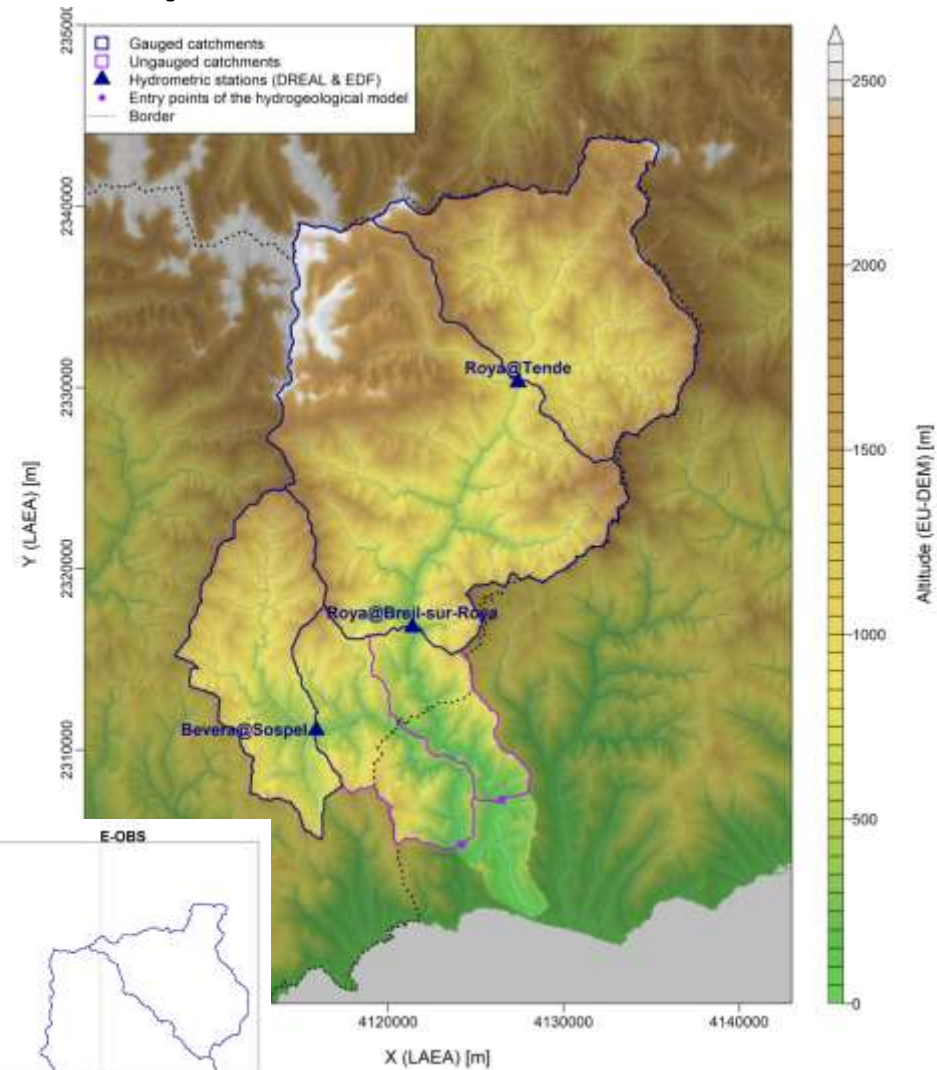 Gauged catchments
Ungauged catchments
Hydrometric stations (DREAL & EDF)
Entry points of the hydrogeological model
Border
2350000
2340000
2330000
2320000
2310000
Y (LAEA) [m]
Roya@Tende
Roya@Breil-sur-Roya
Bevera@Sospel
E-OBS
4120000
4130000
4140000
X (LAEA) [m]
2500
2000
1500
1000
500
0
Altitude (EU-DEM) [m]